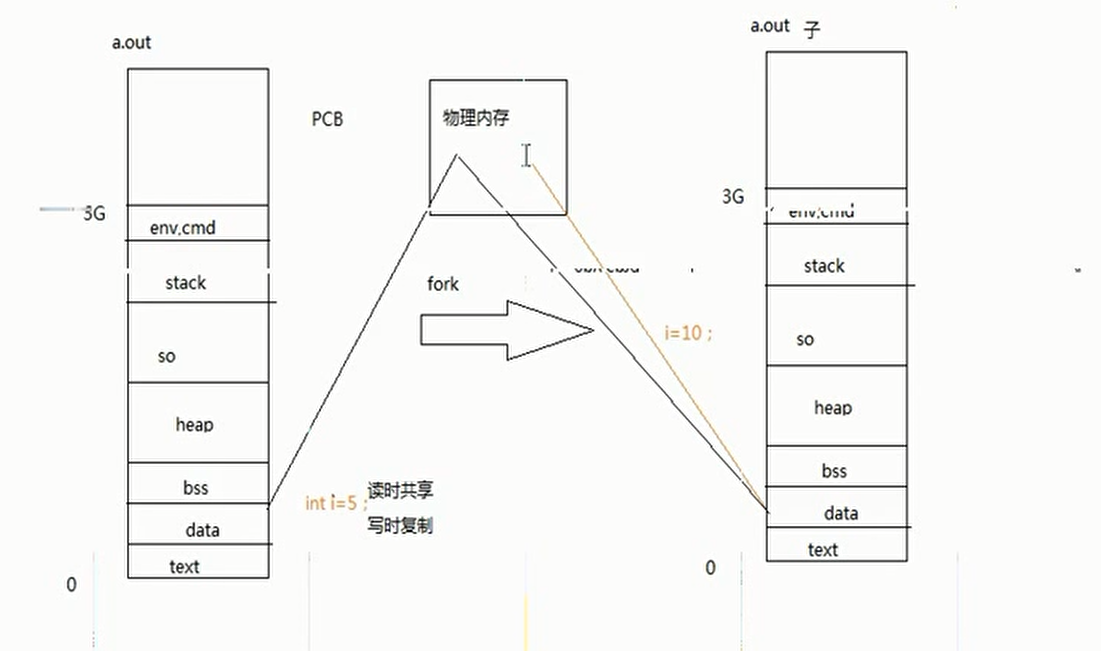 a.out
PCB
3G
env,cmd
stack
so
heap
bss
data
text
0
物理内存
fork
i=10 ;
int i=5 ;
读时共享
写时复制
a.out 子
3G
env,cmd
stack
so
heap
bss
data
text
0